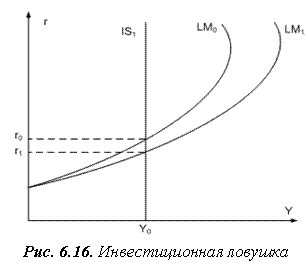 r
IS₁
LM₀
LM₁
r₀
r₁
Y
Y₀
Рис. 6.16. Инвестиционная ловушка